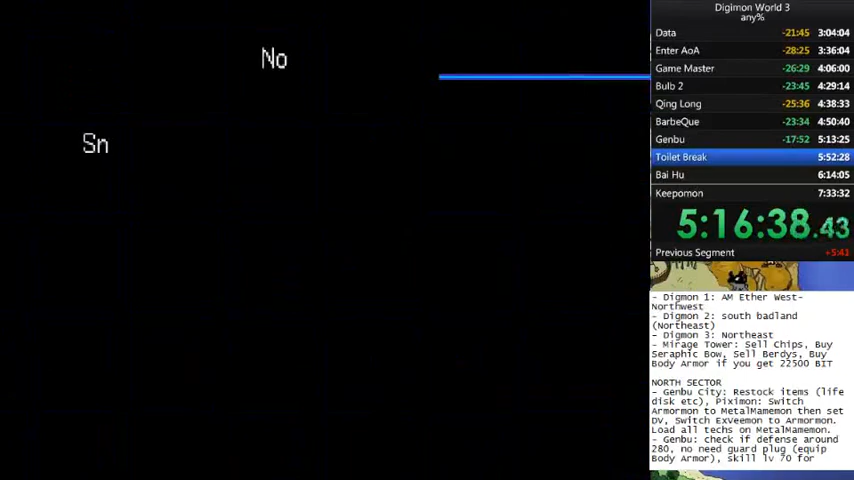 No
Sn
Digimon World 3
any%
Data -21:45 3:04:04
Enter AoA -28:25 3:36:04
Game Master -26:29 4:06:00
Bulb 2 -23:45 4:29:14
Qing Long -25:36 4:38:33
BarbeQue -23:34 4:50:40
Genbu -17:52 5:13:25
Toilet Break 5:52:28
Bai Hu 6:14:05
Keepomon 7:33:32
5:16:38.43
Previous Segment +5:41
- Digmon 1: AM Ether West-
Northwest
- Digmon 2: south badland
(Northeast)
- Digmon 3: Northeast
- Mirage Tower: Sell Chips, Buy
Seraphic Bow, Sell Berdys, Buy
Body Armor if you get 22500 BIT
NORTH SECTOR
- Genbu City: Restock items (life
disk etc), Piximon: Switch
Armormon to MetalMamemon then set
DV, Switch ExVeemon to Armormon.
Load all techs on MetalMamemon.
- Genbu: check if defense around
280, no need guard plug (equip
Body Armor), skill lv 70 for